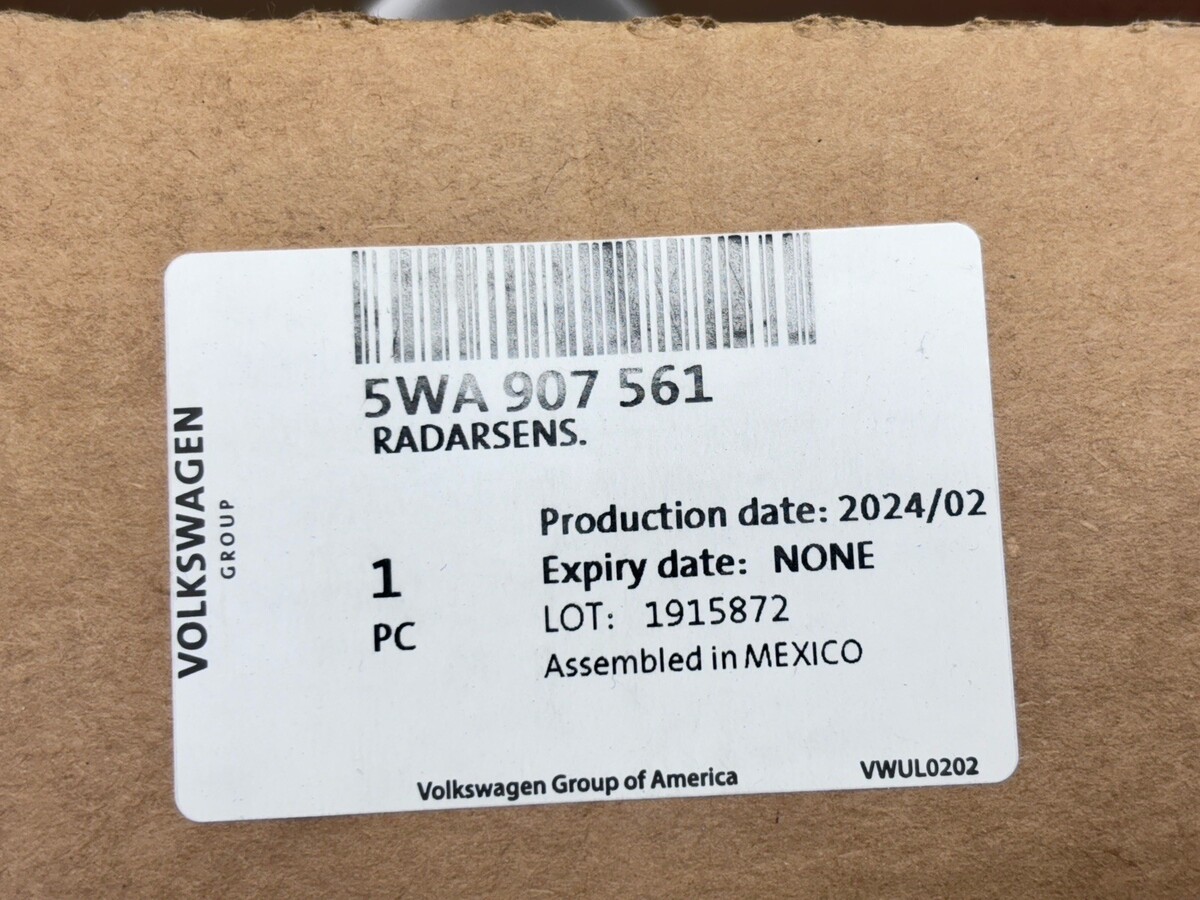 5WA 907 561
RADARSENS.
VOLKSWAGEN
GROUP
1
PC
Production date: 2024/02
Expiry date: NONE
LOT: 1915872
Assembled in MEXICO
Volkswagen Group of America
VWUL0202